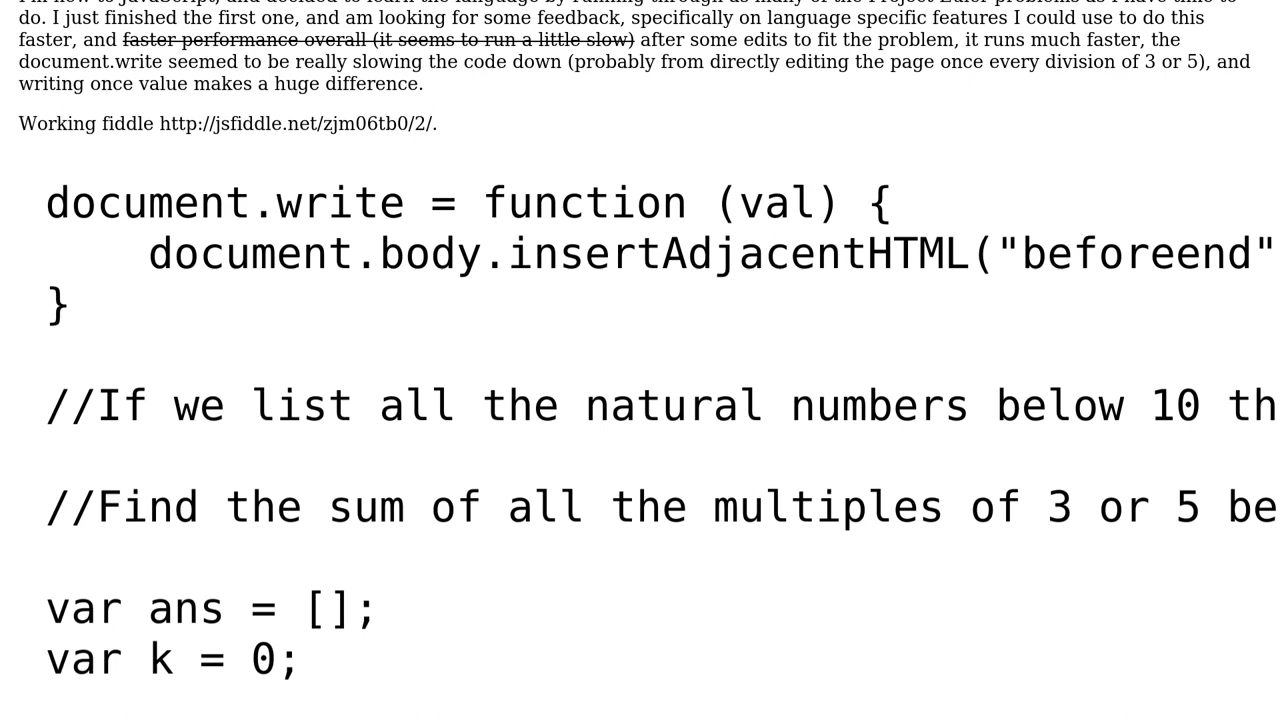 do. I just finished the first one, and am looking for some feedback, specifically on language specific features I could use to do this
faster, and faster performance overall (it seems to run a little slow) after some edits to fit the problem, it runs much faster, the
document.write seemed to be really slowing the code down (probably from directly editing the page once every division of 3 or 5), and
writing once value makes a huge difference.
Working fiddle http://jsfiddle.net/zjm06tb0/2/.
document.write = function (val) {
    document.body.insertAdjacentHTML("beforeend"
}
//If we list all the natural numbers below 10 th
//Find the sum of all the multiples of 3 or 5 be
var ans = [];
var k = 0;